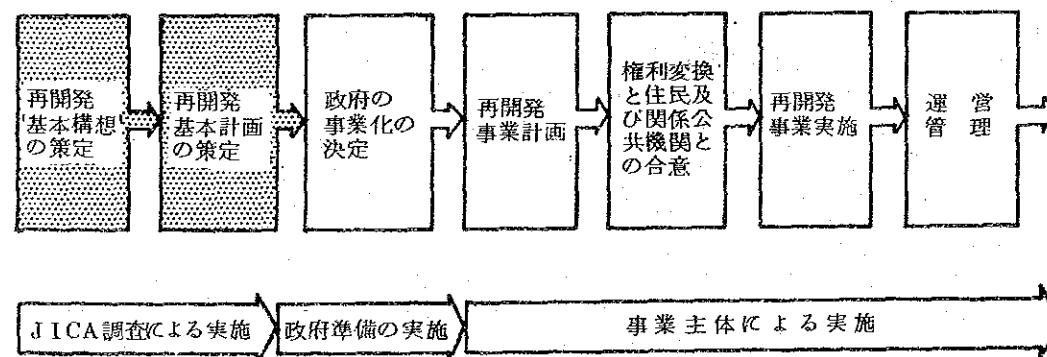 再開発
基本構想
の策定
再開発
基本計画
の策定
政府の
事業化の
決定
再開発
事業計画
権利変換
と住民及
び関係公
共機関と
の合意
再開発
事業実施
運営
管理
JICA調査による実施
政府準備の実施
事業主体による実施